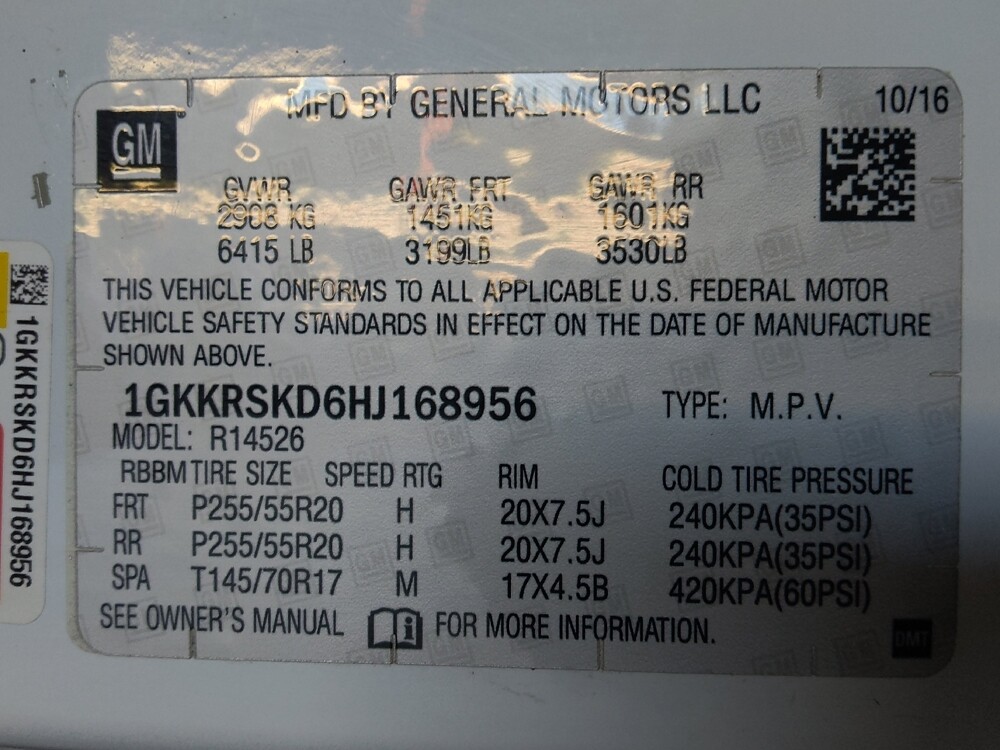 MFD BY GENERAL MOTORS LLC 10/16
GM
GVWR GAWR FRT GAWR RR
2908 KG 1451KG 1601KG
6415 LB 3199LB 3530LB
THIS VEHICLE CONFORMS TO ALL APPLICABLE U.S. FEDERAL MOTOR
VEHICLE SAFETY STANDARDS IN EFFECT ON THE DATE OF MANUFACTURE
SHOWN ABOVE.
1GKKRSKD6HJ168956 TYPE: M.P.V.
MODEL: R14526
RBBM TIRE SIZE SPEED RTG RIM COLD TIRE PRESSURE
FRT P255/55R20 H 20X7.5J 240KPA(35PSI)
RR P255/55R20 H 20X7.5J 240KPA(35PSI)
SPA T145/70R17 M 17X4.5B 420KPA(60PSI)
SEE OWNER'S MANUAL i FOR MORE INFORMATION.
DMT
1GKKRSKD6HJ168956